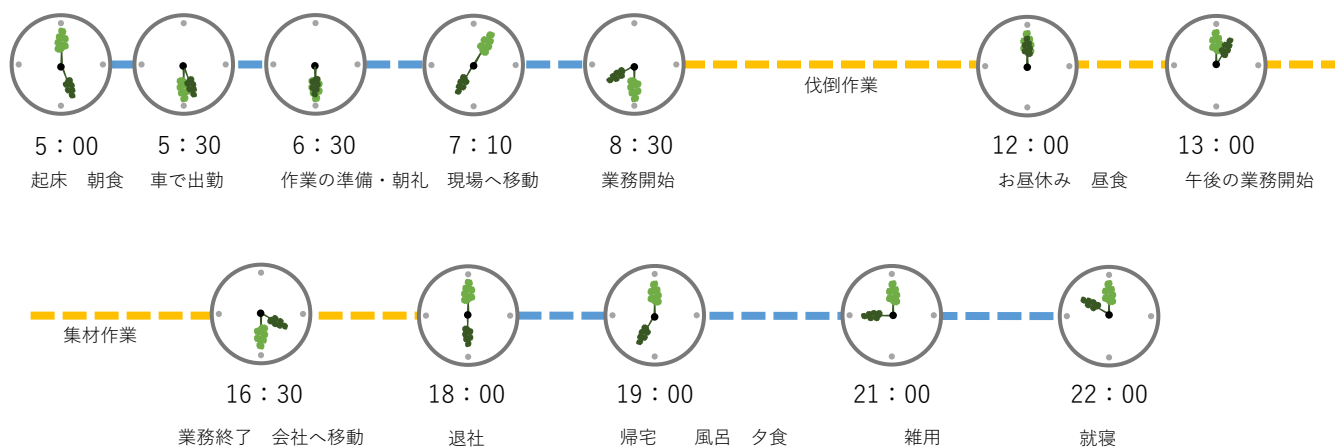 伐倒作業
5：00 5：30 6：30 7：10 8：30 12：00 13：00
起床　朝食 車で出勤 作業の準備・朝礼 現場へ移動 業務開始 お昼休み　昼食 午後の業務開始
集材作業
16：30 18：00 19：00 21：00 22：00
業務終了　会社へ移動 退社 帰宅　風呂　夕食 雑用 就寝